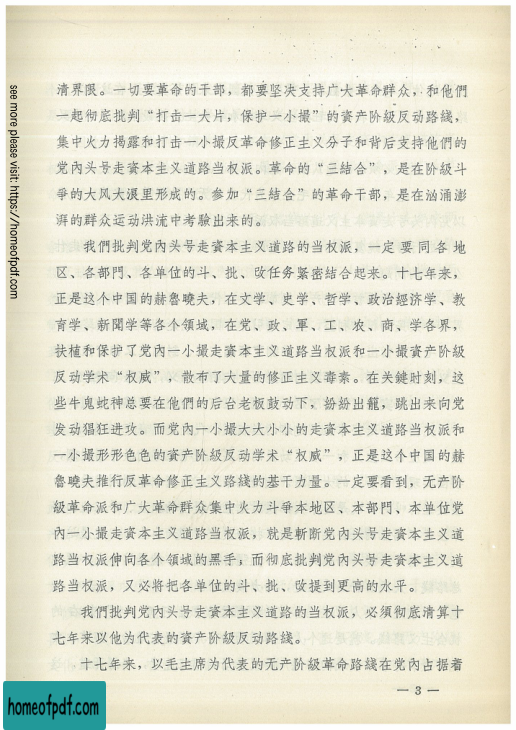 清界限。一切要革命的干部，都要坚决支持广大革命群众，和他們
一起彻底批判“打击一大片，保护一小撮”的資产阶級反动路綫，
集中火力揭露和打击一小撮反革命修正主义分子和背后支持他們的
党內头号走資本主义道路当权派。革命的“三結合”，是在阶級斗
爭的大风大浪里形成的。参加“三結合”的革命干部，是在汹涌澎
湃的群众运动洪流中考驗出来的。
我們批判党內头号走資本主义道路的当权派，一定要同各地
区、各部門、各单位的斗、批、改任务紧密結合起来。十七年来，
正是这个中国的赫魯曉夫，在文学、史学、哲学、政治經济学、教
育学、新聞学等各个領域，在党、政、軍、工、农、商、学各界，
扶植和保护了党內一小撮走資本主义道路当权派和一小撮資产阶級
反动学术“权威”，散布了大量的修正主义毒素。在关鍵时刻，这
些牛鬼蛇神总要在他們的后台老板鼓动下，紛紛出籠，跳出来向党
发动猖狂进攻。而党內一小撮大大小小的走資本主义道路当权派和
一小撮形形色色的資产阶級反动学术“权威”，正是这个中国的赫
魯曉夫推行反革命修正主义路綫的基干力量。一定要看到，无产阶
級革命派和广大革命群众集中火力斗爭本地区、本部門、本单位党
內一小撮走資本主义道路当权派，就是斬断党內头号走資本主义道
路当权派伸向各个領域的黑手；而彻底批判党內头号走資本主义道
路当权派，又必将把各单位的斗、批、改提到更高的水平。
我們批判党內头号走資本主义道路的当权派，必須彻底清算十
七年来以他为代表的資产阶級反动路綫。
十七年来，以毛主席为代表的无产阶級革命路綫在党內占据着
— 3 —
see more please visit: https://homeofpdf.com
homeofpdf.com